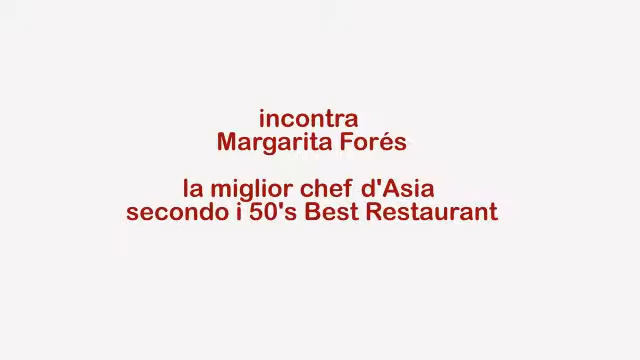 incontra
Margarita Forés
la miglior chef d'Asia
secondo i 50's Best Restaurant